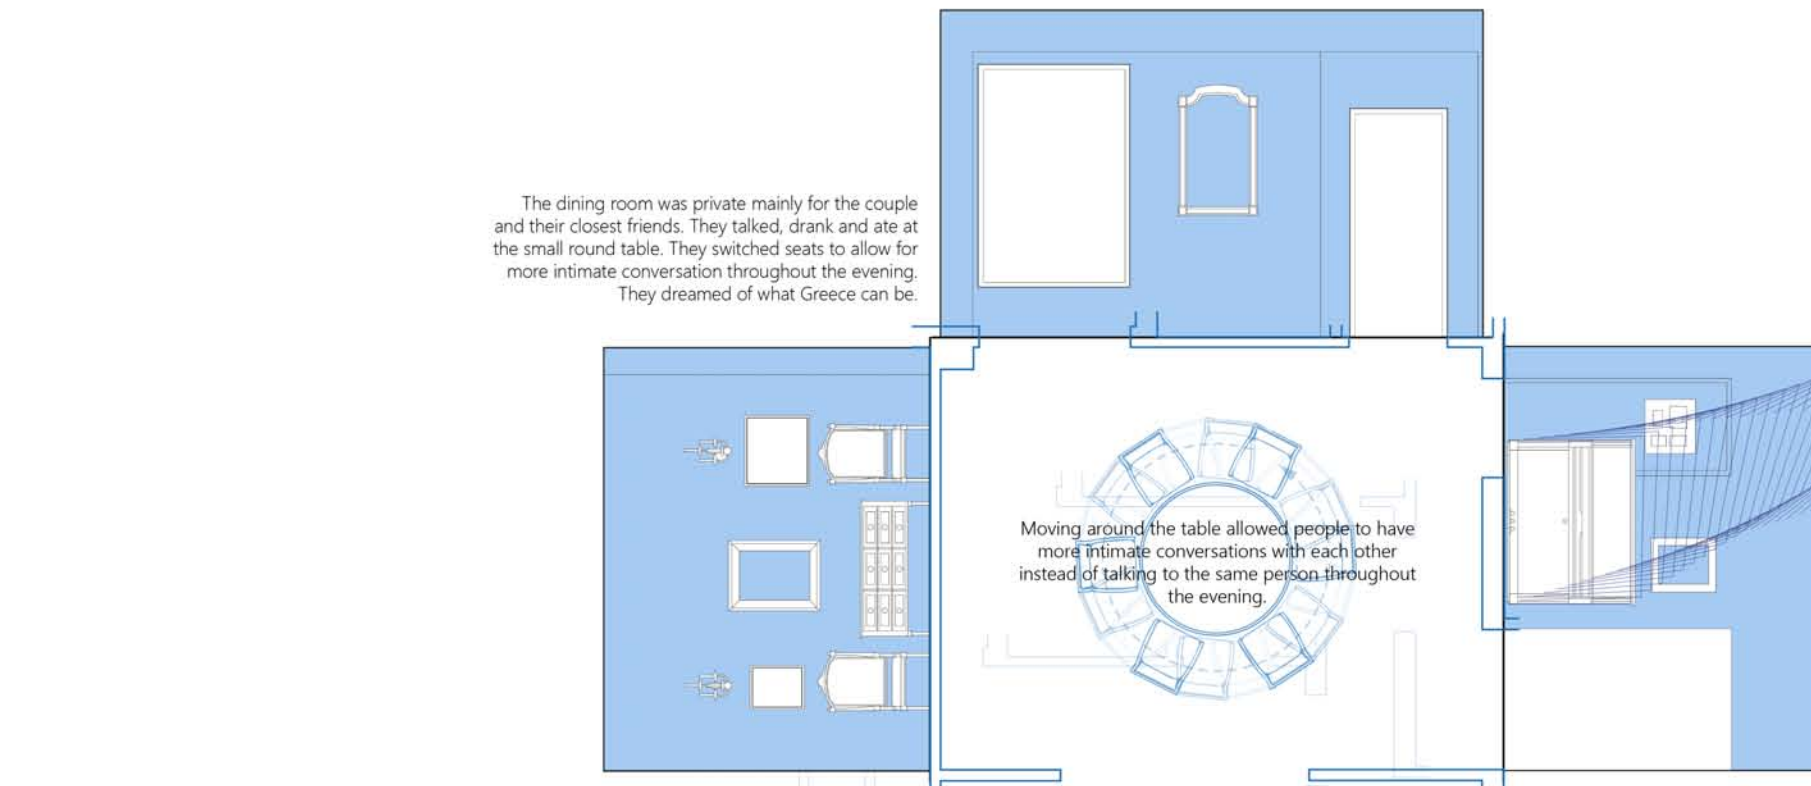 The dining room was private mainly for the couple
and their closest friends. They talked, drank and ate at
the small round table. They switched seats to allow for
more intimate conversation throughout the evening.
They dreamed of what Greece can be.
Moving around the table allowed people to have
more intimate conversations with each other
instead of talking to the same person throughout
the evening.